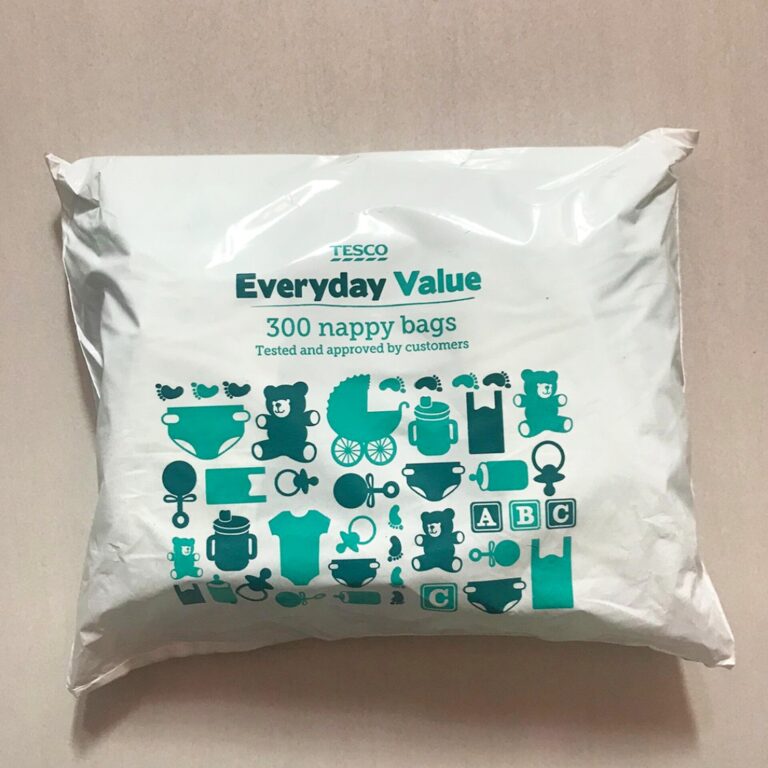 TESCO
Everyday Value
300 nappy bags
Tested and approved by customers
A B C
C